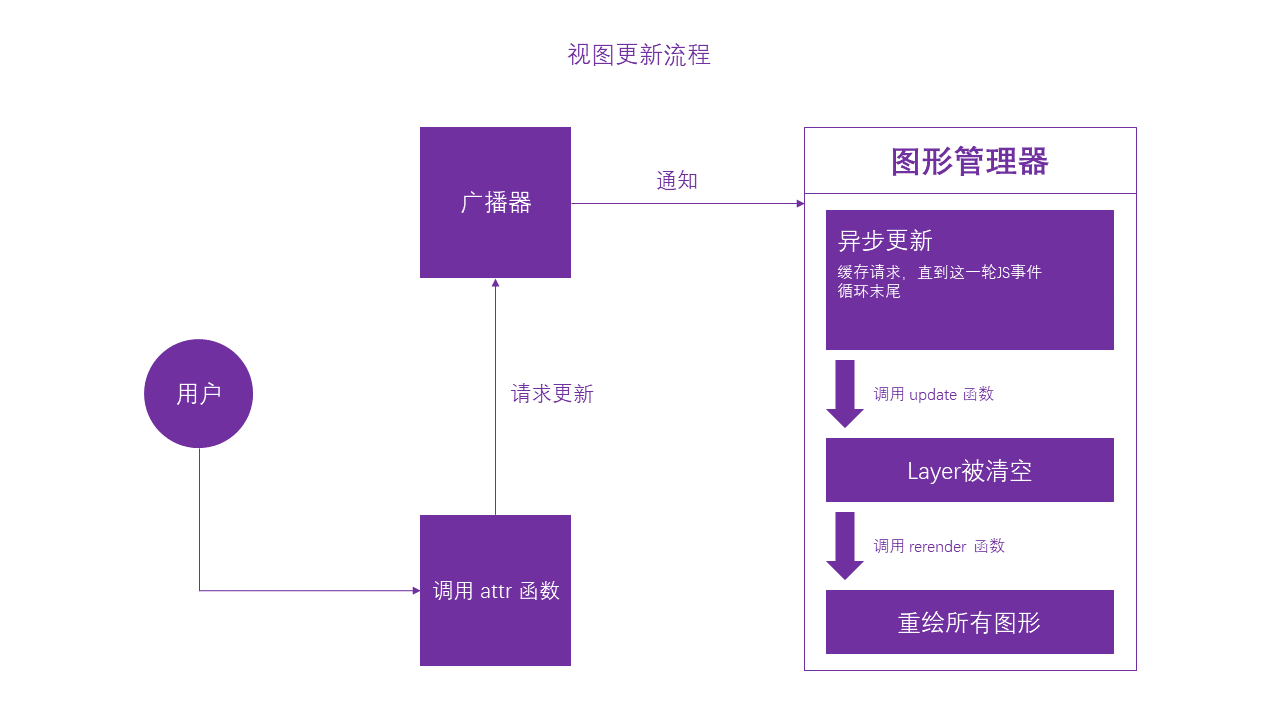 视图更新流程
广播器
通知
图形管理器
异步更新
缓存请求，直到这一轮JS事件
循环末尾
用户
请求更新
调用 update 函数
Layer被清空
调用 rerender 函数
调用 attr 函数
重绘所有图形